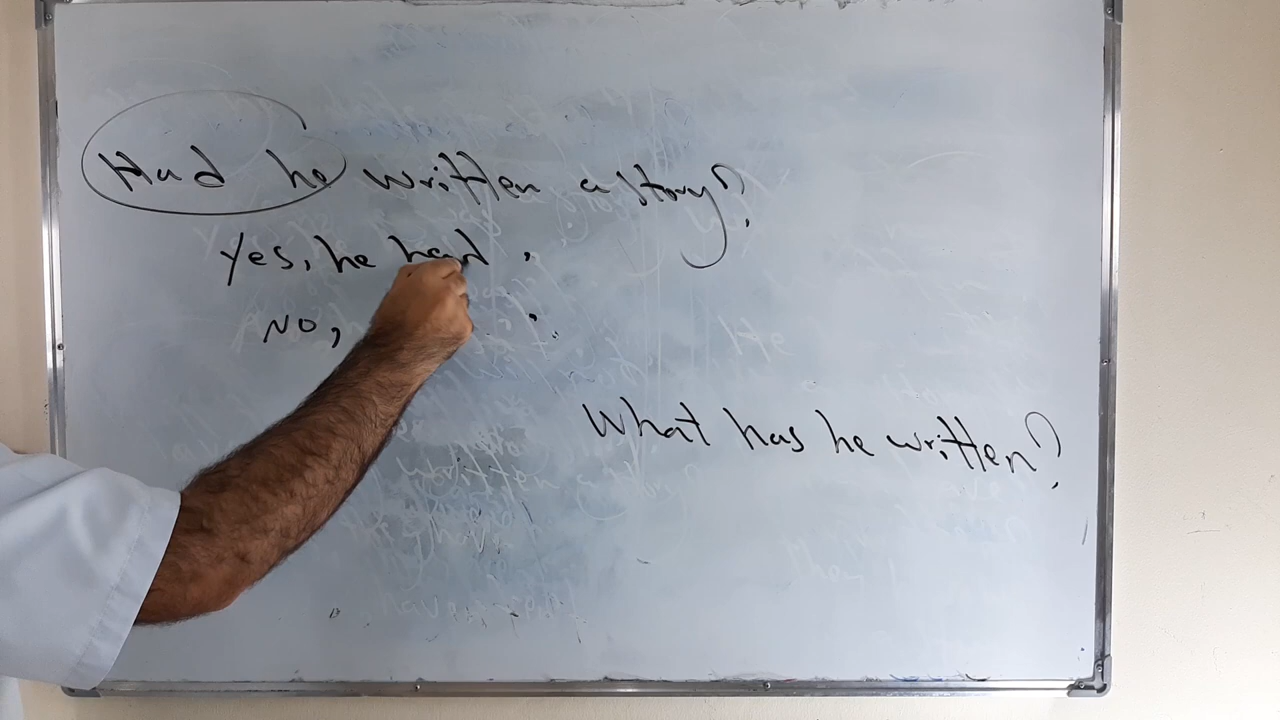 Had he written a story?
Yes, he had.
No,
What has he written?